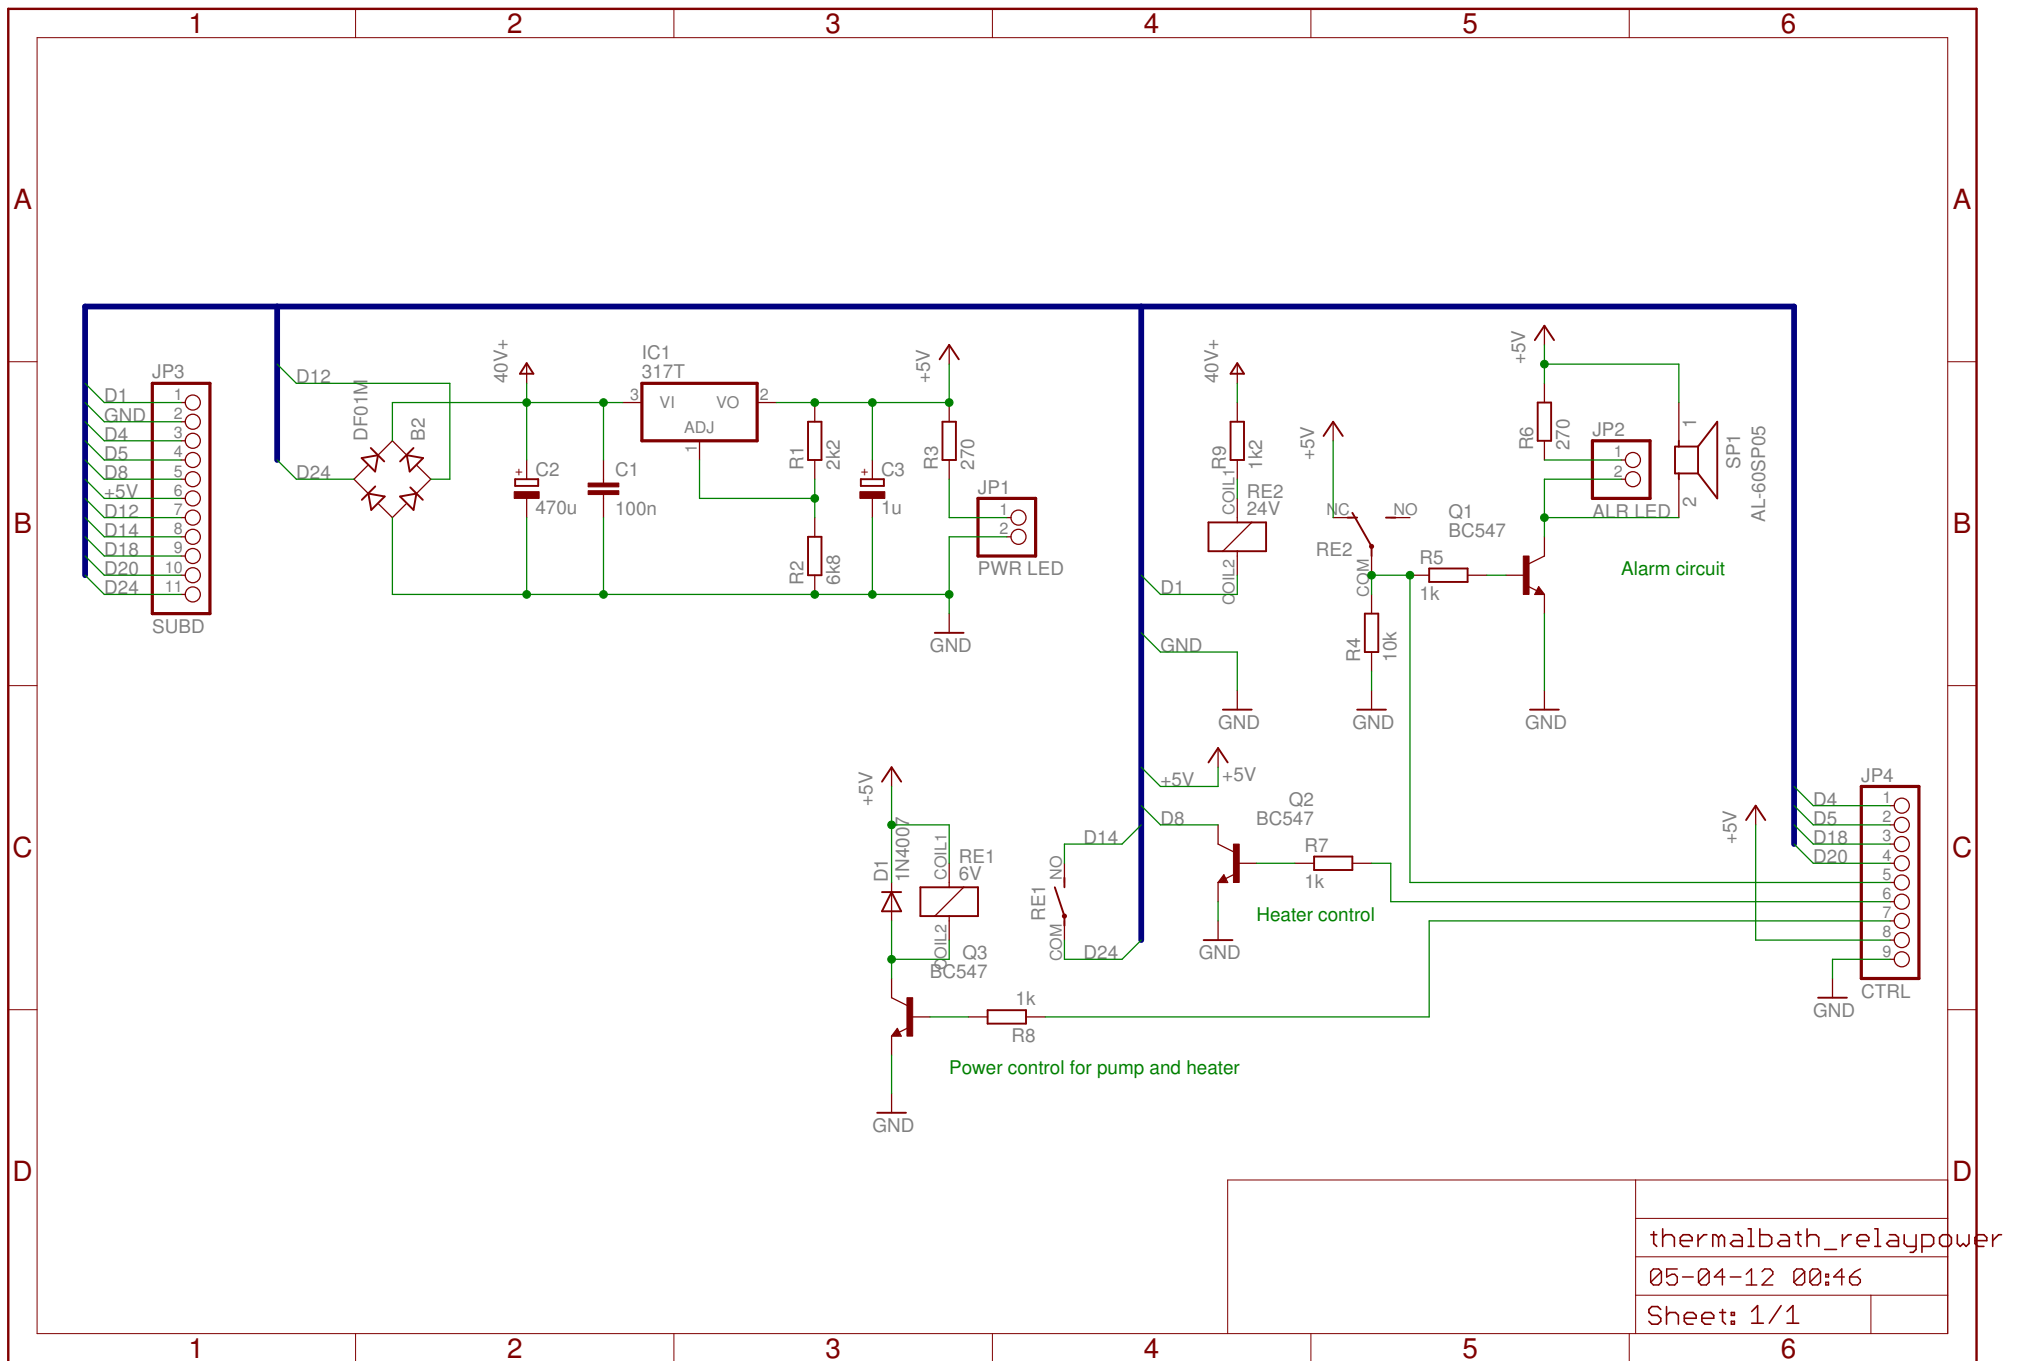 1 2 3 4 5 6
A A
B B
C C
D D
JP3
D1 1
GND 2
D4 3
D5 4
D8 5
+5V 6
D12 7
D14 8
D18 9
D20 10
D24 11
SUBD
D12
D24
DF01M
B2
40V+
+
C2
470u
C1
100n
IC1
317T
3 VI VO 2
ADJ
1
R1
2k2
R2
6k8
+
C3
1u
+5V
R3
270
JP1
1
2
PWR LED
GND
40V+
R9
1k2
COIL1
RE2
24V
COIL2
D1
GND
GND
+5V
NC NO
RE2
COM
R4
10k
GND
R5
1k
Q1
BC547
GND
+5V
R6
270
JP2
1
2
ALR LED
1
2
SP1
AL-60SP05
Alarm circuit
+5V
+5V
D8
Q2
BC547
R7
1k
Heater control
GND
D14
NO
RE1
COM
D24
+5V
D1
1N4007
COIL1
RE1
6V
COIL2
Q3
BC547
1k
R8
Power control for pump and heater
GND
+5V
JP4
D4 1
D5 2
D18 3
D20 4
5
6
7
8
9
CTRL
GND
thermalbath_relaypower
05-04-12 00:46
Sheet: 1/1
1 2 3 4 5 6